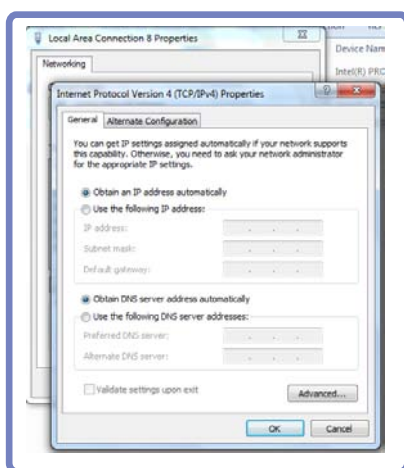 Local Area Connection 8 Properties
Device Nam
Networking
Intel(R) PRO
Internet Protocol Version 4 (TCP/IPv4) Properties
General
Alternate Configuration
You can get IP settings assigned automatically if your network supports
this capability. Otherwise, you need to ask your network administrator
for the appropriate IP settings.
Obtain an IP address automatically
Use the following IP address:
IP address:
Subnet mask:
Default gateway:
Obtain DNS server address automatically
Use the following DNS server addresses:
Preferred DNS server:
Alternate DNS server:
Validate settings upon exit
Advanced...
OK
Cancel